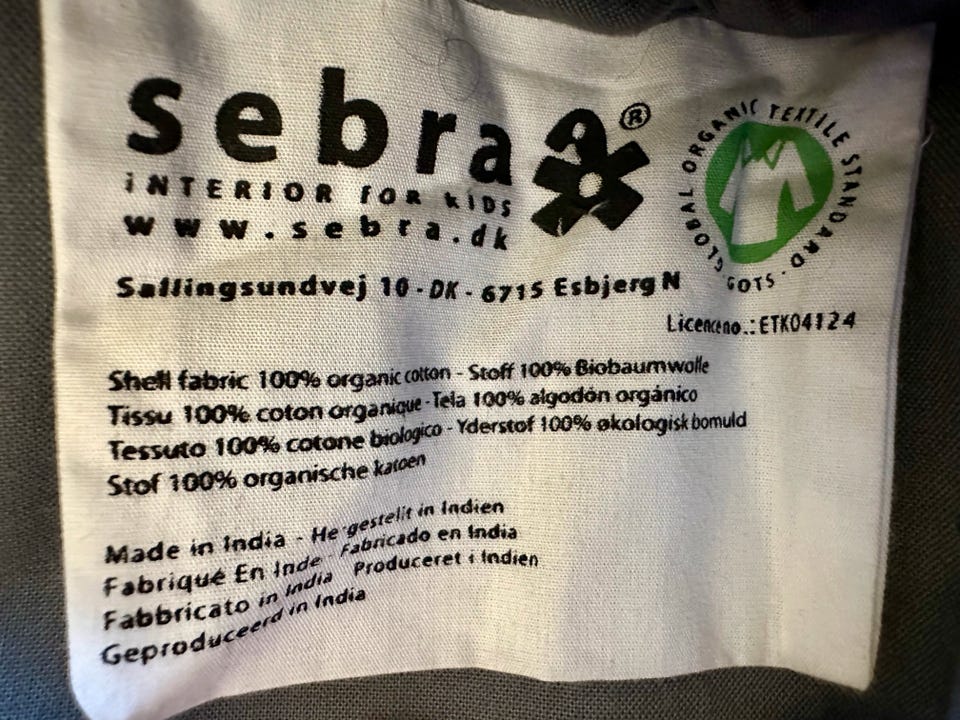 sebra ®
iNTERIOR fOR kIDS
www.sebra.dk
GLOBAL ORGANIC TEXTILE STANDARD · GOTS ·
Sallingsundvej 10 - DK - 6715 Esbjerg N
Licence no.: ETK04124
Shell fabric 100% organic cotton - Stoff 100% Biobaumwolle
Tissu 100% coton organique - Tela 100% algodón orgánico
Tessuto 100% cotone biologico - Yderstof 100% økologisk bomuld
Stof 100% organische katoen
Made in India - Hergestellt in Indien
Fabriqué En Inde - Fabricado en India
Fabbricato in India Produceret i Indien
Geproduceerd in India